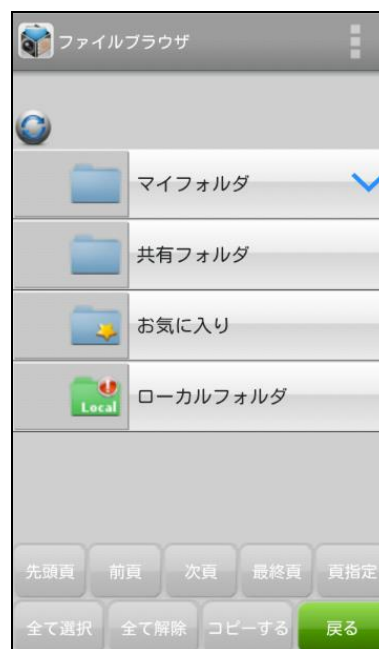 ファイルブラウザ
マイフォルダ
共有フォルダ
お気に入り
Local ローカルフォルダ
先頭頁 前頁 次頁 最終頁 頁指定
全て選択 全て解除 コピーする 戻る